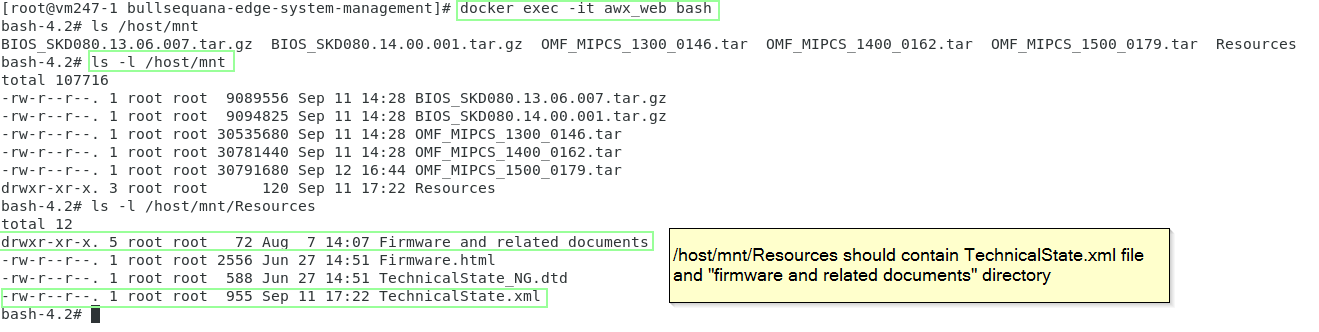 [root@vm247-1 bullsequana-edge-system-management]# docker exec -it awx_web bash
bash-4.2# ls /host/mnt
BIOS_SKD080.13.06.007.tar.gz  BIOS_SKD080.14.00.001.tar.gz  OMF_MIPCS_1300_0146.tar  OMF_MIPCS_1400_0162.tar  OMF_MIPCS_1500_0179.tar  Resources
bash-4.2# ls -l /host/mnt
total 107716
-rw-r--r--. 1 root root  9089556 Sep 11 14:28 BIOS_SKD080.13.06.007.tar.gz
-rw-r--r--. 1 root root  9094825 Sep 11 14:28 BIOS_SKD080.14.00.001.tar.gz
-rw-r--r--. 1 root root 30535680 Sep 11 14:28 OMF_MIPCS_1300_0146.tar
-rw-r--r--. 1 root root 30781440 Sep 11 14:28 OMF_MIPCS_1400_0162.tar
-rw-r--r--. 1 root root 30791680 Sep 12 16:44 OMF_MIPCS_1500_0179.tar
drwxr-xr-x. 3 root root      120 Sep 11 17:22 Resources
bash-4.2# ls -l /host/mnt/Resources
total 12
drwxr-xr-x. 5 root root   72 Aug  7 14:07 Firmware and related documents
-rw-r--r--. 1 root root 2556 Jun 27 14:51 Firmware.html
-rw-r--r--. 1 root root  588 Jun 27 14:51 TechnicalState_NG.dtd
-rw-r--r--. 1 root root  955 Sep 11 17:22 TechnicalState.xml
bash-4.2#
/host/mnt/Resources should contain TechnicalState.xml file
and "firmware and related documents" directory